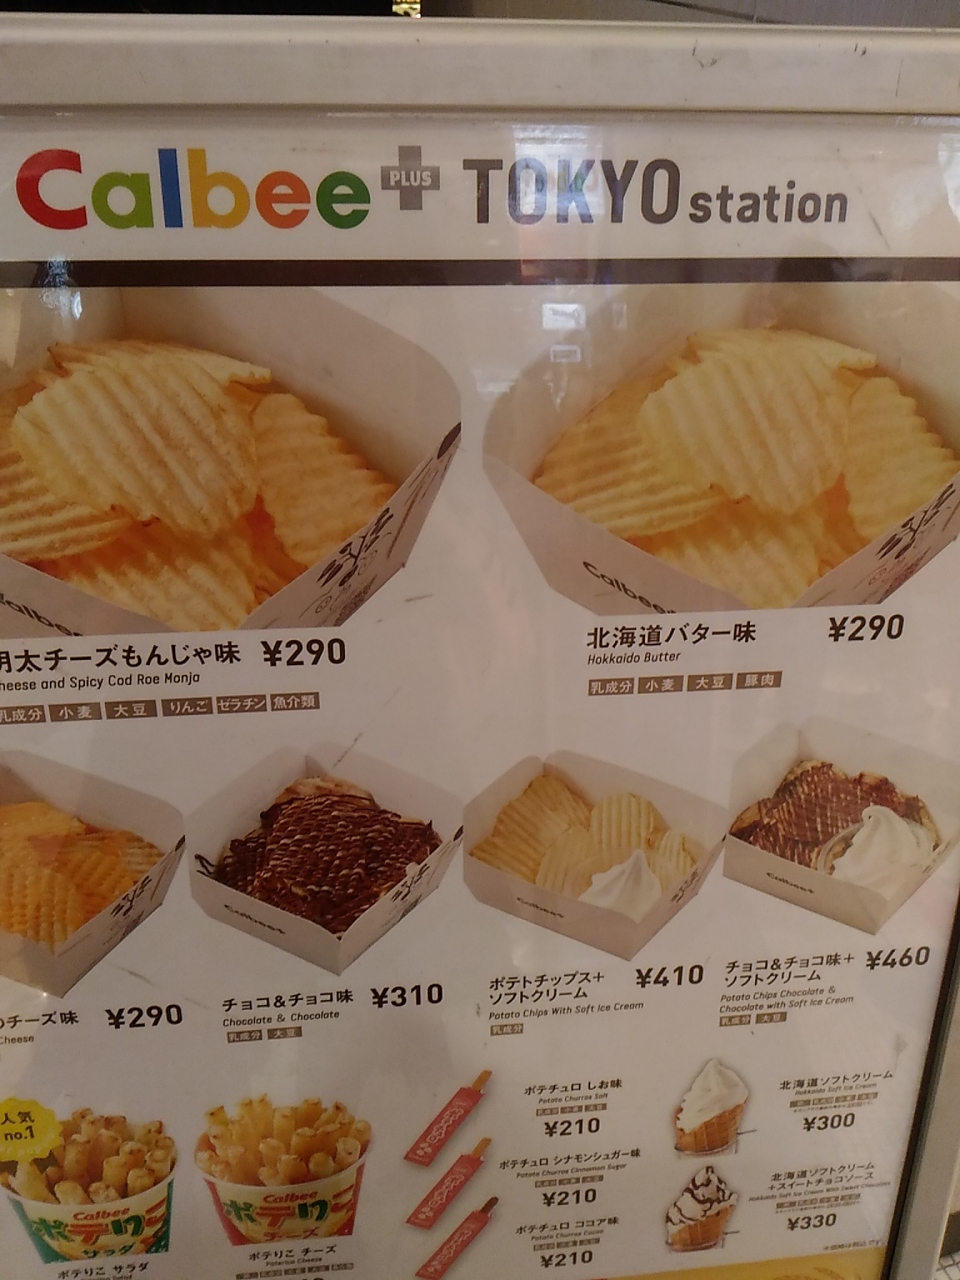 Calbee PLUS TOKYO station
明太チーズもんじゃ味 ¥290
heese and Spicy Cod Roe Monja
乳成分 小麦 大豆 りんご ゼラチン 魚介類
北海道バター味 ¥290
Hokkaido Butter
乳成分 小麦 大豆 豚肉
のチーズ味 ¥290
Cheese
チョコ&チョコ味 ¥310
Chocolate & Chocolate
乳成分 大豆
ポテトチップス+
ソフトクリーム ¥410
Potato Chips With Soft Ice Cream
乳成分
チョコ&チョコ味+
ソフトクリーム ¥460
Potato Chips Chocolate &
Chocolate with Soft Ice Cream
乳成分 大豆
人気
no.1
Calbee
ポテりこ
サラダ
ポテりこ サラダ
Calbee
ポテりこ
チーズ
ポテりこ チーズ
Potarico Cheese
ポテチュロ しお味
Potato Churros Salt
¥210
ポテチュロ シナモンシュガー味
Potato Churros Cinnamon Sugar
¥210
ポテチュロ ココア味
Potato Churros Cocoa
¥210
北海道ソフトクリーム
Hokkaido Soft Ice Cream
¥300
北海道ソフトクリーム
+スイートチョコソース
Hokkaido Soft Ice Cream With Sweet Chocolate
¥330